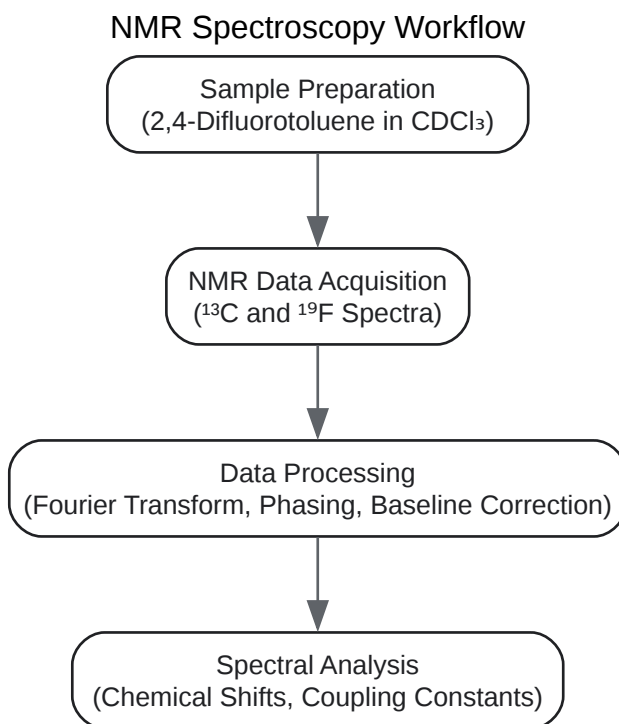 NMR Spectroscopy Workflow
Sample Preparation
(2,4-Difluorotoluene in CDCl₃)
NMR Data Acquisition
(¹³C and ¹⁹F Spectra)
Data Processing
(Fourier Transform, Phasing, Baseline Correction)
Spectral Analysis
(Chemical Shifts, Coupling Constants)